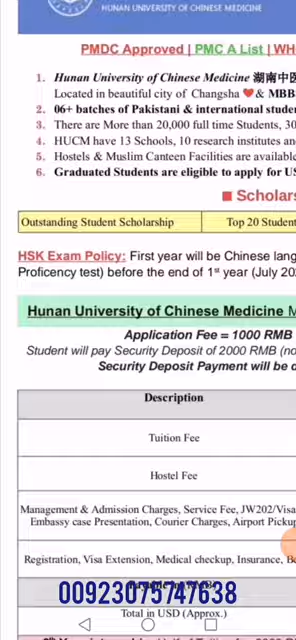 HUNAN UNIVERSITY OF CHINESE MEDICINE
PMDC Approved | PMC A List | WH
1. Hunan University of Chinese Medicine 湖南中医
Located in beautiful city of Changsha ❤ & MBB
2. 06+ batches of Pakistani & international stude
3. There are More than 20,000 full time Students, 30
4. HUCM have 13 Schools, 10 research institutes an
5. Hostels & Muslim Canteen Facilities are available
6. Graduated Students are eligible to apply for US
■ Scholars
Outstanding Student Scholarship Top 20 Student
HSK Exam Policy: First year will be Chinese lang
Proficency test) before the end of 1st year (July 20
Hunan University of Chinese Medicine M
Application Fee = 1000 RMB
Student will pay Security Deposit of 2000 RMB (no
Security Deposit Payment will be d
Description
Tuition Fee
Hostel Fee
Management & Admission Charges, Service Fee, JW202/Visa
Embassy case Presentation, Courier Charges, Airport Pickup
Registration, Visa Extension, Medical checkup, Insurance, Bo
00923075747638
Total in USD (Approx.)